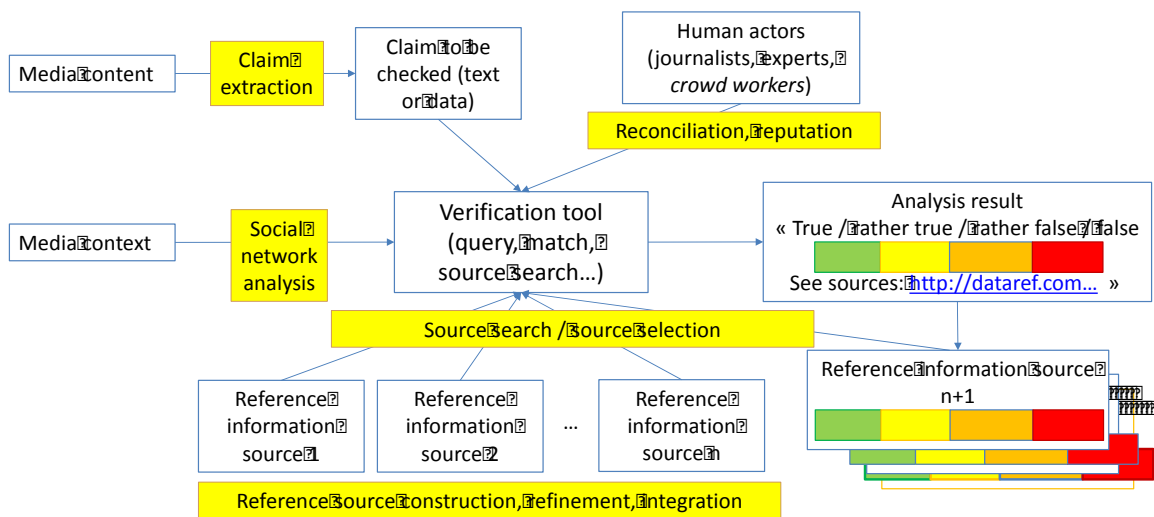 Media content
Claim
extraction
Claim to be
checked (text
or data)
Human actors
(journalists, experts,
crowd workers)
Reconciliation, reputation
Media context
Social
network
analysis
Verification tool
(query, match,
source search...)
Analysis result
« True / rather true / rather false / false
See sources: http://dataref.com... »
Source search / source selection
Reference
information
source 1
Reference
information
source 2
...
Reference
information
source n
Reference information source
n+1
Reference source construction, refinement, integration